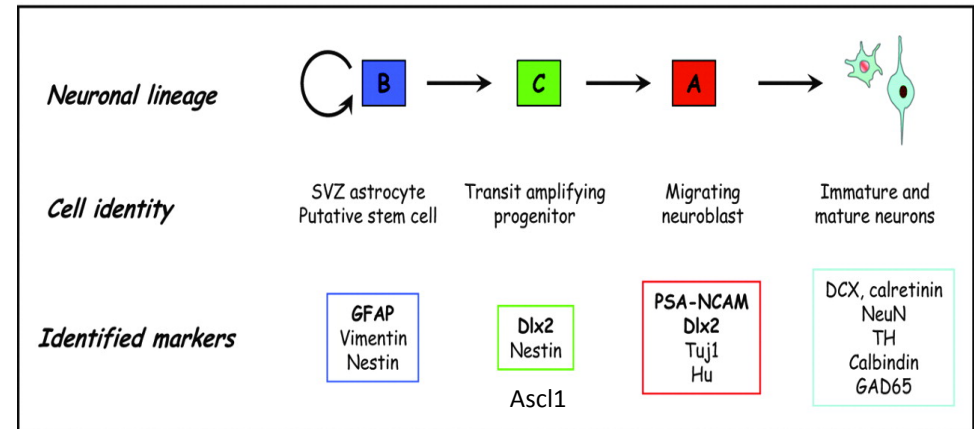 Neuronal lineage
B
C
A
Cell identity
SVZ astrocyte
Putative stem cell
Transit amplifying
progenitor
Migrating
neuroblast
Immature and
mature neurons
Identified markers
GFAP
Vimentin
Nestin
Dlx2
Nestin
Ascl1
PSA-NCAM
Dlx2
Tuj1
Hu
DCX, calretinin
NeuN
TH
Calbindin
GAD65